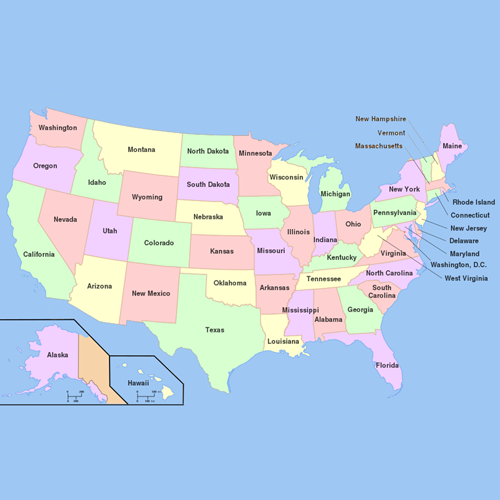 New Hampshire
Vermont
Massachusetts
Washington
Montana
North Dakota
Minnesota
Maine
Oregon
Idaho
Wisconsin
South Dakota
Michigan
New York
Wyoming
Rhode Island
Connecticut
Nebraska
Iowa
Pennsylvania
Nevada
Utah
Illinois
Indiana
Ohio
New Jersey
Delaware
Colorado
Kansas
Missouri
California
Kentucky
Virginia
Maryland
Washington, D.C.
North Carolina
West Virginia
Tennessee
Arizona
Oklahoma
Arkansas
New Mexico
South
Carolina
Mississippi
Georgia
Alabama
Texas
Louisiana
Alaska
Hawaii
Florida